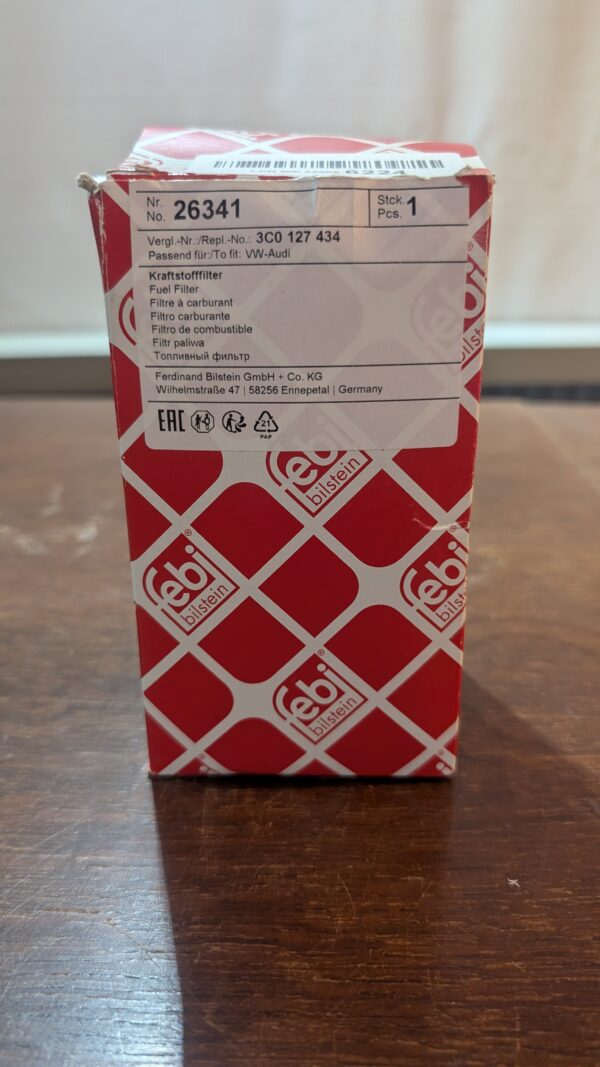 6224
Nr.
No. 26341
Stck.
Pcs. 1
Vergl.-Nr.:/Repl.-No.: 3C0 127 434
Passend für:/To fit: VW-Audi
Kraftstofffilter
Fuel Filter
Filtre à carburant
Filtro carburante
Filtro de combustible
Filtr paliwa
Топливный фильтр
Ferdinand Bilstein GmbH + Co. KG
Wilhelmstraße 47 | 58256 Ennepetal | Germany
EAC
21
PAP
febi
bilstein
febi®
bilstein
febi®
bilstein
febi®
bilstein